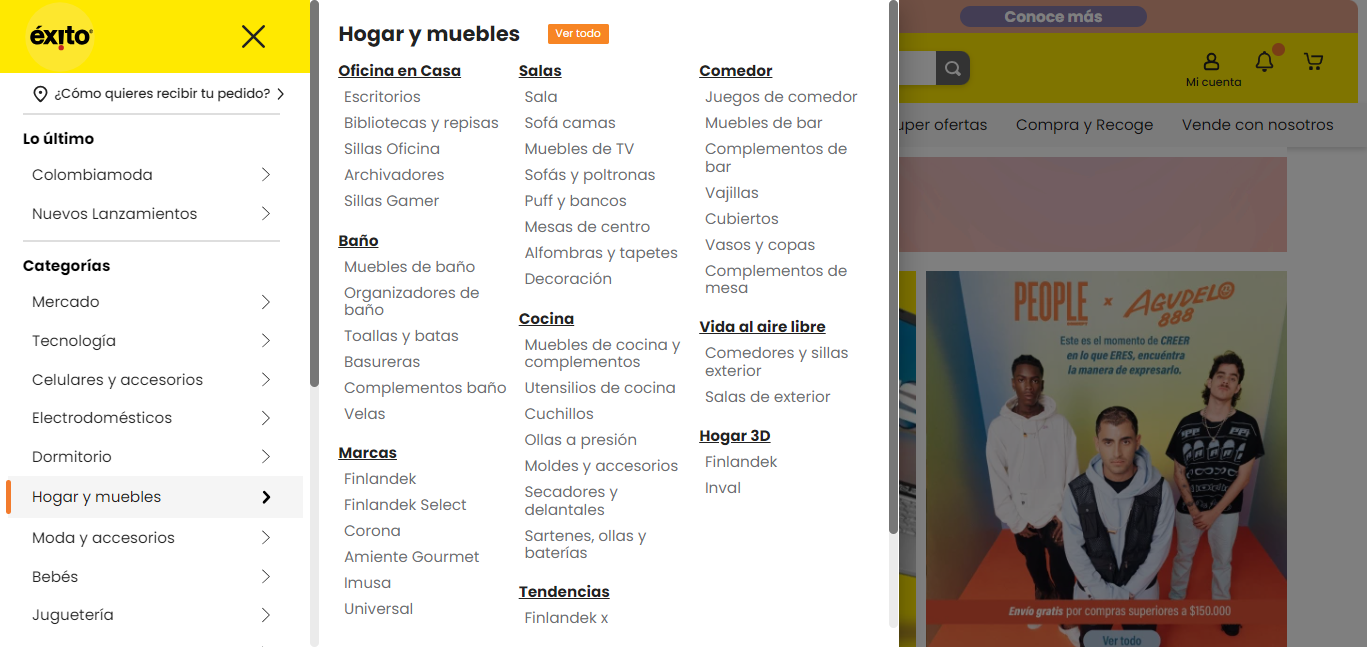 éxito
¿Cómo quieres recibir tu pedido?
Lo último
Colombiamoda
Nuevos Lanzamientos
Categorías
Mercado
Tecnología
Celulares y accesorios
Electrodomésticos
Dormitorio
Hogar y muebles
Moda y accesorios
Bebés
Juguetería
Hogar y muebles
Ver todo
Oficina en Casa
Escritorios
Bibliotecas y repisas
Sillas Oficina
Archivadores
Sillas Gamer
Baño
Muebles de baño
Organizadores de
baño
Toallas y batas
Basureras
Complementos baño
Velas
Marcas
Finlandek
Finlandek Select
Corona
Amiente Gourmet
Imusa
Universal
Salas
Sala
Sofá camas
Muebles de TV
Sofás y poltronas
Puff y bancos
Mesas de centro
Alfombras y tapetes
Decoración
Cocina
Muebles de cocina y
complementos
Utensilios de cocina
Cuchillos
Ollas a presión
Moldes y accesorios
Secadores y
delantales
Sartenes, ollas y
baterías
Tendencias
Finlandek x
Comedor
Juegos de comedor
Muebles de bar
Complementos de
bar
Vajillas
Cubiertos
Vasos y copas
Complementos de
mesa
Vida al aire libre
Comedores y sillas
exterior
Salas de exterior
Hogar 3D
Finlandek
Inval
Conoce más
Mi cuenta
uper ofertas
Compra y Recoge
Vende con nosotros
PEOPLE x AGUDELO
888
Este es el momento de CREER
en lo que ERES, encuéntra
la manera de expresarlo.
Envío gratis por compras superiores a $150.000
Ver todo